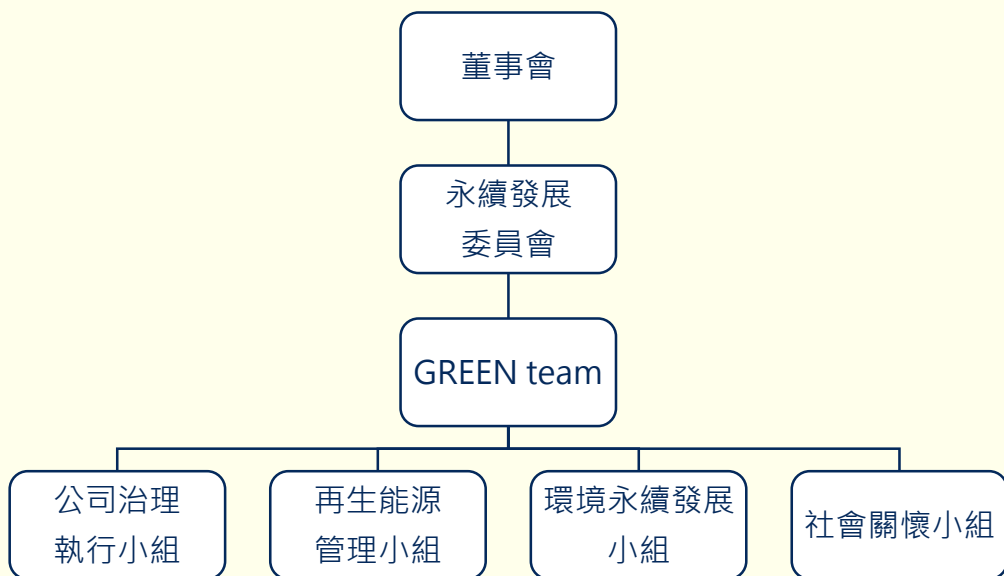 董事會
永續發展
委員會
GREEN team
公司治理
執行小組
再生能源
管理小組
環境永續發展
小組
社會關懷小組